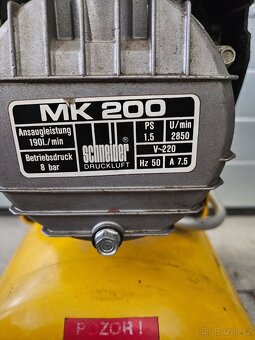 MK 200
Ansaugleistung
190L/min
Betriebsdruck
8 bar
schneider
DRUCKLUFT
PS
1.5
U/min
2850
V~220
Hz 50
A 7.5
POZOR!